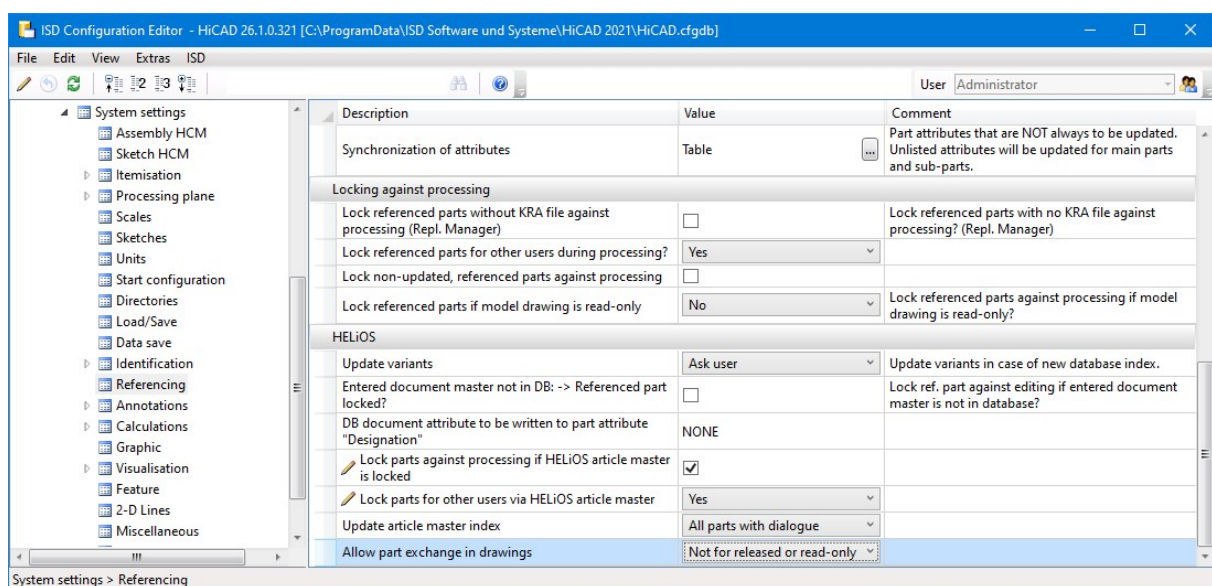 ISD Configuration Editor - HiCAD 26.1.0.321 [C:\ProgramData\ISD Software und Systeme\HiCAD 2021\HiCAD.cfgdb]
File Edit View Extras ISD
User Administrator
System settings
Assembly HCM
Sketch HCM
Itemisation
Processing plane
Scales
Sketches
Units
Start configuration
Directories
Load/Save
Data save
Identification
Referencing
Annotations
Calculations
Graphic
Visualisation
Feature
2-D Lines
Miscellaneous
Description Value Comment
Synchronization of attributes Table ... Part attributes that are NOT always to be updated.
Unlisted attributes will be updated for main parts
and sub-parts.
Locking against processing
Lock referenced parts without KRA file against
processing (Repl. Manager)
Lock referenced parts with no KRA file against
processing? (Repl. Manager)
Lock referenced parts for other users during processing? Yes
Lock non-updated, referenced parts against processing
Lock referenced parts if model drawing is read-only No
Lock referenced parts against processing if model
drawing is read-only?
HELiOS
Update variants Ask user Update variants in case of new database index.
Entered document master not in DB: -> Referenced part
locked?
Lock ref. part against editing if entered document
master is not in database?
DB document attribute to be written to part attribute
"Designation"
NONE
Lock parts against processing if HELiOS article master
is locked
Lock parts for other users via HELiOS article master Yes
Update article master index All parts with dialogue
Allow part exchange in drawings Not for released or read-only
System settings > Referencing